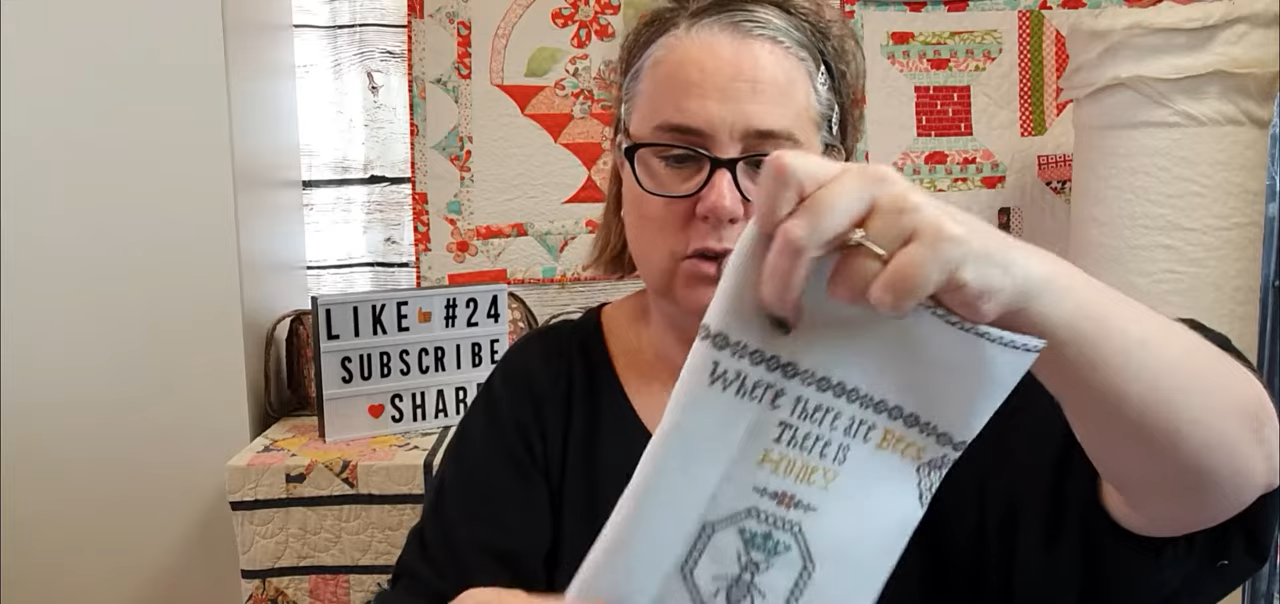 LIKE👍#24
SUBSCRIBE
❤SHAR
Where there are Bees
There is
Honey